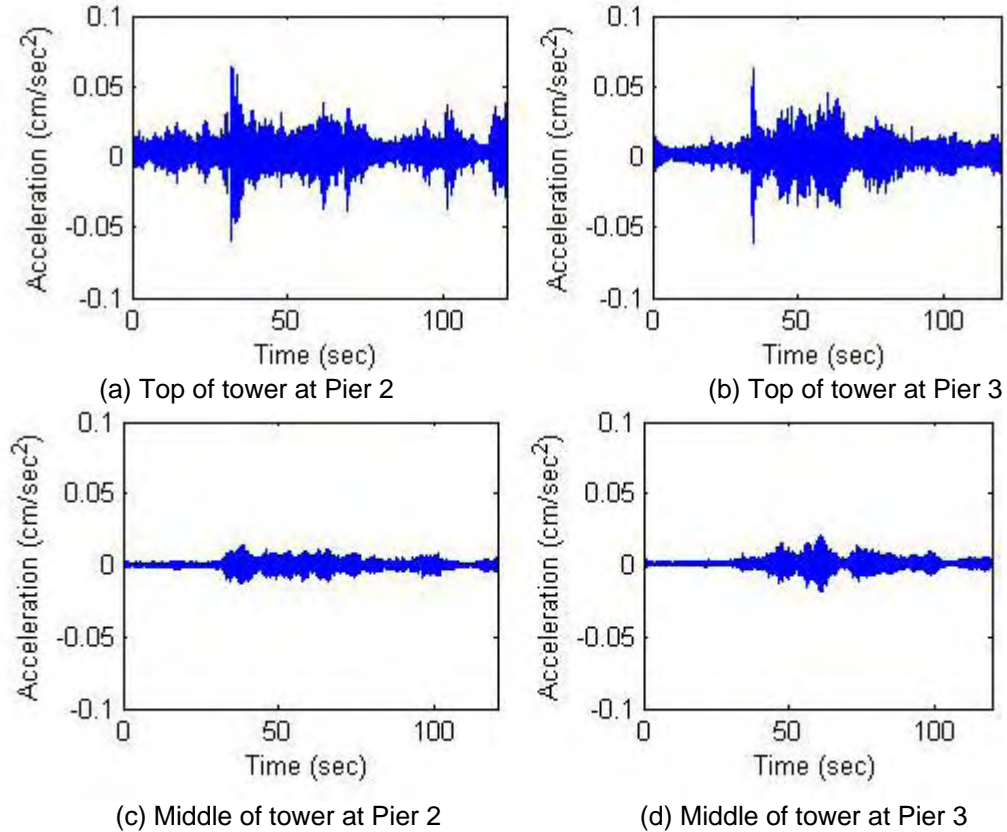 0.1
0.05
0
-0.05
-0.1
Acceleration (cm/sec²)
0 50 100
Time (sec)
(a) Top of tower at Pier 2
0.1
0.05
0
-0.05
-0.1
Acceleration (cm/sec²)
0 50 100
Time (sec)
(b) Top of tower at Pier 3
0.1
0.05
0
-0.05
-0.1
Acceleration (cm/sec²)
0 50 100
Time (sec)
(c) Middle of tower at Pier 2
0.1
0.05
0
-0.05
-0.1
Acceleration (cm/sec²)
0 50 100
Time (sec)
(d) Middle of tower at Pier 3